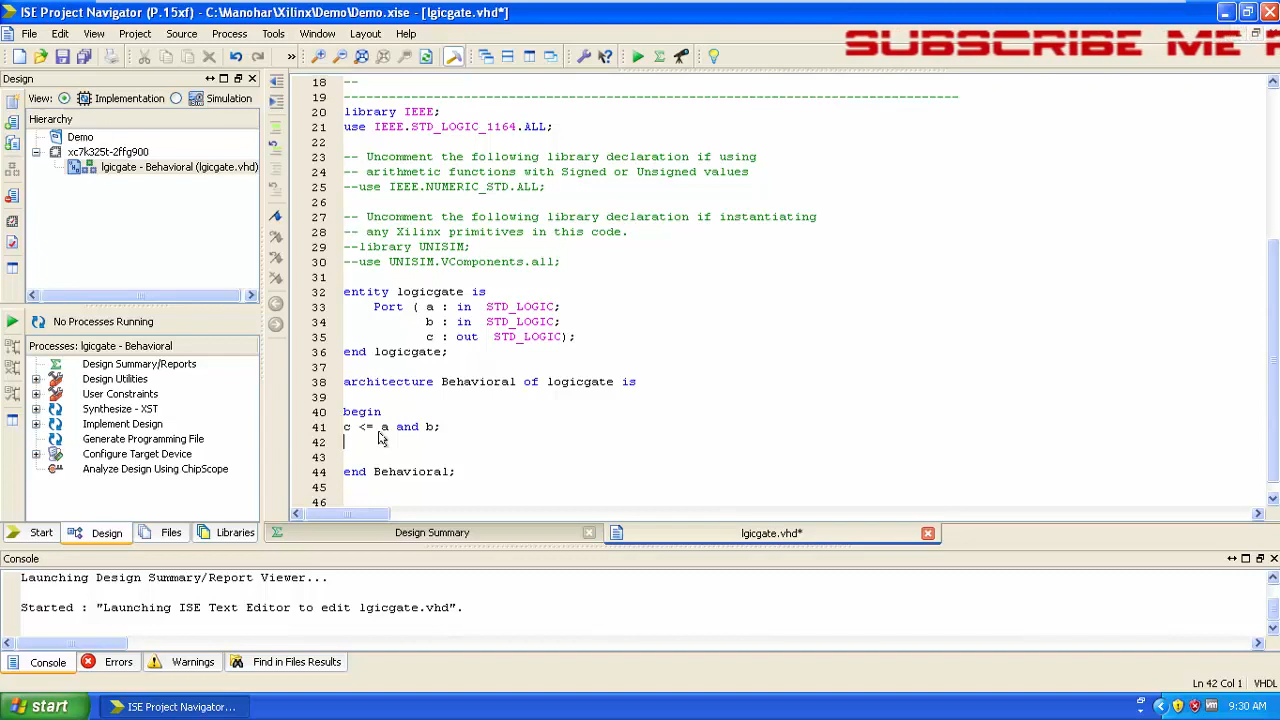 ISE Project Navigator (P.15xf) - C:\Manohar\Xilinx\Demo\Demo.xise - [lgicgate.vhd*]
File Edit View Project Source Process Tools Window Layout Help
SUBSCRIBE ME
Design
View: Implementation Simulation
Hierarchy
Demo
xc7k325t-2ffg900
lgicgate - Behavioral (lgicgate.vhd)
No Processes Running
Processes: lgicgate - Behavioral
Design Summary/Reports
Design Utilities
User Constraints
Synthesize - XST
Implement Design
Generate Programming File
Configure Target Device
Analyze Design Using ChipScope
Start Design Files Libraries
18 --
19 ----------------------------------------------------------------------------------
20 library IEEE;
21 use IEEE.STD_LOGIC_1164.ALL;
22
23 -- Uncomment the following library declaration if using
24 -- arithmetic functions with Signed or Unsigned values
25 --use IEEE.NUMERIC_STD.ALL;
26
27 -- Uncomment the following library declaration if instantiating
28 -- any Xilinx primitives in this code.
29 --library UNISIM;
30 --use UNISIM.VComponents.all;
31
32 entity logicgate is
33 Port ( a : in STD_LOGIC;
34 b : in STD_LOGIC;
35 c : out STD_LOGIC);
36 end logicgate;
37
38 architecture Behavioral of logicgate is
39
40 begin
41 c <= a and b;
42
43
44 end Behavioral;
45
46
Design Summary lgicgate.vhd*
Console
Launching Design Summary/Report Viewer...
Started : "Launching ISE Text Editor to edit lgicgate.vhd".
Console Errors Warnings Find in Files Results
Ln 42 Col 1 VHDL
start ISE Project Navigator... 9:30 AM